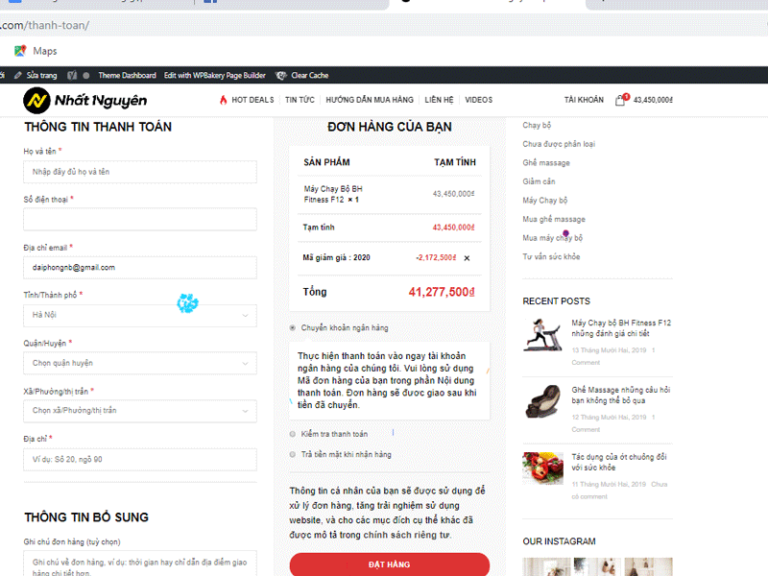 .com/thanh-toan/
Maps
Sửa trang
Theme Dashboard
Edit with WPBakery Page Builder
Clear Cache
Nhất Nguyên
HOT DEALS
TIN TỨC
HƯỚNG DẪN MUA HÀNG
LIÊN HỆ
VIDEOS
TÀI KHOẢN
1
43,450,000₫
THÔNG TIN THANH TOÁN
Họ và tên *
Nhập đầy đủ họ và tên
Số điện thoại *
Địa chỉ email *
daiphongnb@gmail.com
Tỉnh/Thành phố *
Hà Nội
Quận/Huyện *
Chọn quận huyện
Xã/Phường/thị trấn *
Chọn xã/Phường/thị trấn
Địa chỉ *
Ví dụ: Số 20, ngõ 90
THÔNG TIN BỔ SUNG
Ghi chú đơn hàng (tuỳ chọn)
Ghi chú về đơn hàng, ví dụ: thời gian hay chỉ dẫn địa điểm giao
hàng chi tiết hơn.
ĐƠN HÀNG CỦA BẠN
SẢN PHẨM TẠM TÍNH
Máy Chạy Bộ BH
Fitness F12 × 1
43,450,000₫
Tạm tính 43,450,000₫
Mã giảm giá : 2020 -2,172,500₫ ×
Tổng 41,277,500₫
Chuyển khoản ngân hàng
Thực hiện thanh toán vào ngay tài khoản
ngân hàng của chúng tôi. Vui lòng sử dụng
Mã đơn hàng của bạn trong phần Nội dung
thanh toán. Đơn hàng sẽ đươc giao sau khi
tiền đã chuyển.
Kiểm tra thanh toán
Trả tiền mặt khi nhận hàng
Thông tin cá nhân của bạn sẽ được sử dụng để
xử lý đơn hàng, tăng trải nghiệm sử dụng
website, và cho các mục đích cụ thể khác đã
được mô tả trong chính sách riêng tư.
ĐẶT HÀNG
Chạy bộ
Chưa được phân loại
Ghế massage
Giảm cân
Máy Chạy bộ
Mua ghế massage
Mua máy chạy bộ
Tư vấn sức khỏe
RECENT POSTS
Máy Chạy bộ BH Fitness F12
những đánh giá chi tiết
13 Tháng Mười Hai, 2019 1
Comment
Ghế Massage những câu hỏi
bạn không thể bỏ qua
12 Tháng Mười Hai, 2019 1
Comment
Tác dụng của ớt chuông đối
với sức khỏe
11 Tháng Mười Hai, 2019 Chưa
có comment
OUR INSTAGRAM